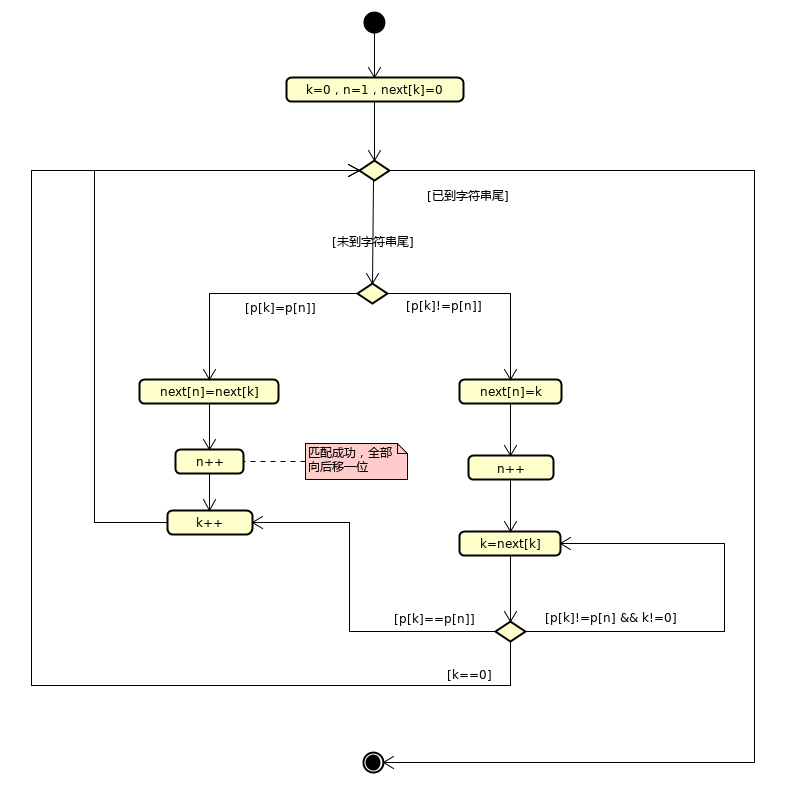 k=0 , n=1 , next[k]=0
[已到字符串尾]
[未到字符串尾]
[p[k]=p[n]]
[p[k]!=p[n]]
next[n]=next[k]
next[n]=k
n++
匹配成功，全部
向后移一位
n++
k++
k=next[k]
[p[k]==p[n]]
[p[k]!=p[n] && k!=0]
[k==0]